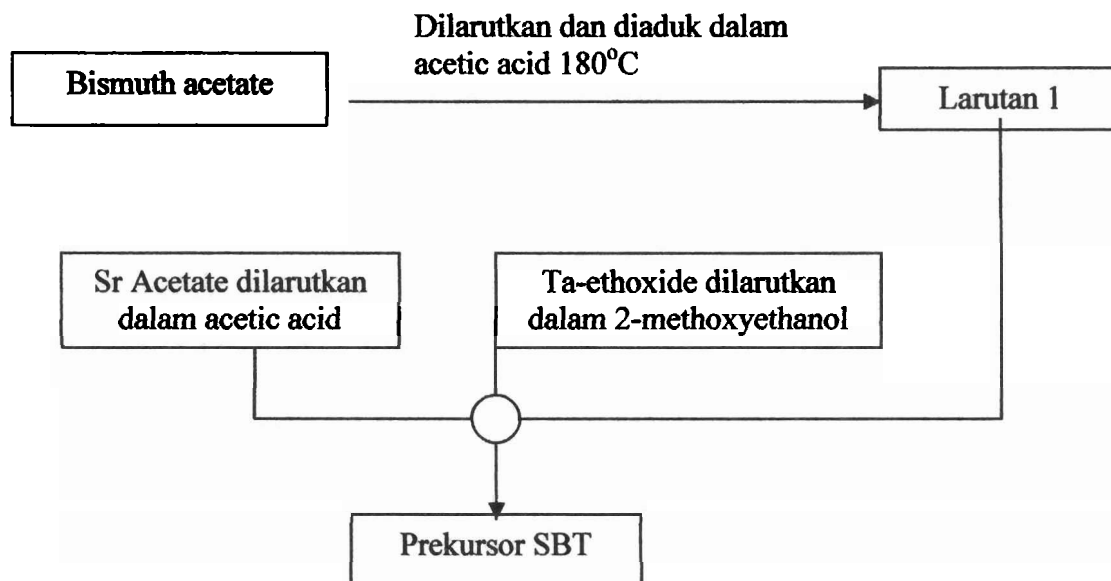 Dilarutkan dan diaduk dalam
acetic acid 180°C
Bismuth acetate
Larutan 1
Sr Acetate dilarutkan
dalam acetic acid
Ta-ethoxide dilarutkan
dalam 2-methoxyethanol
Prekursor SBT